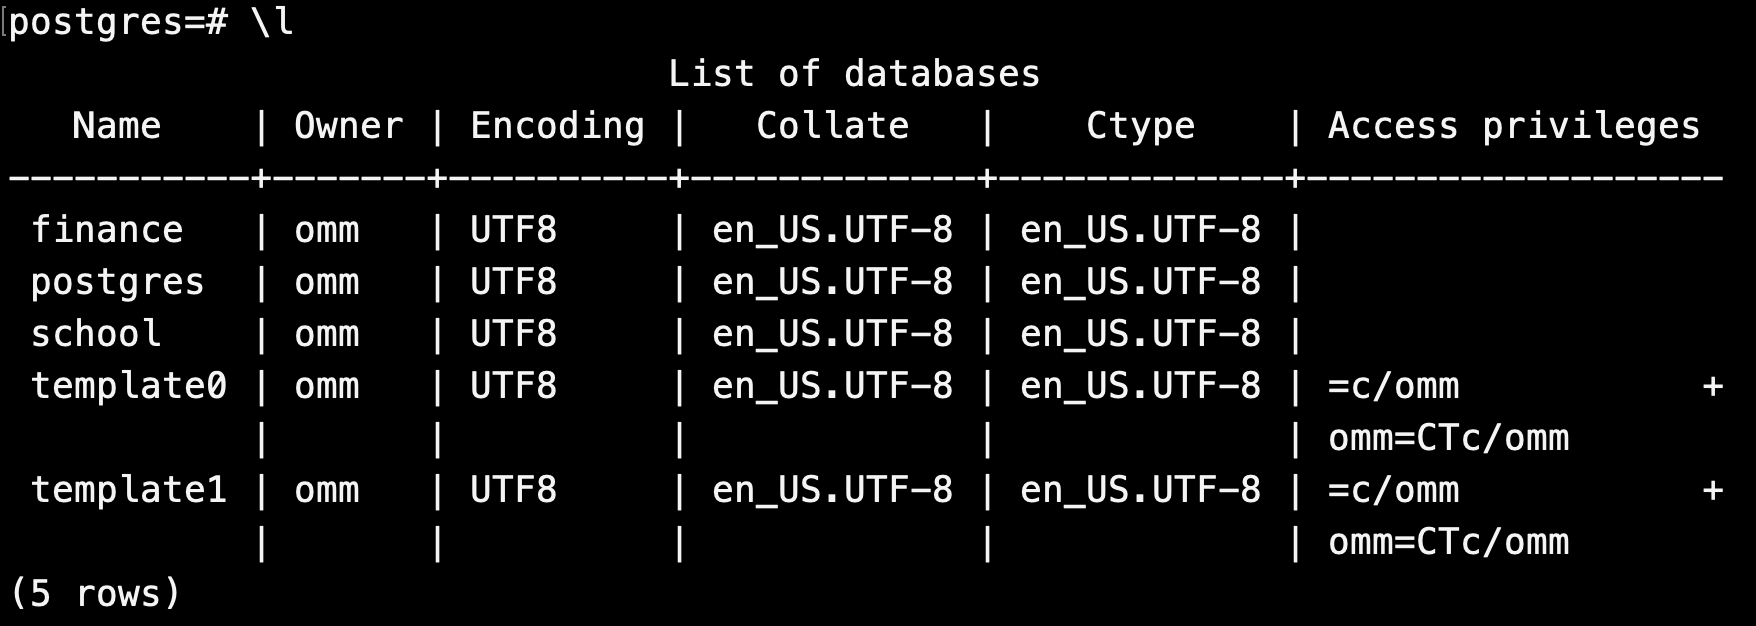 postgres=# \l
                              List of databases
   Name    | Owner | Encoding |   Collate   |    Ctype    | Access privileges
-----------+-------+----------+-------------+-------------+-------------------
 finance   | omm   | UTF8     | en_US.UTF-8 | en_US.UTF-8 |
 postgres  | omm   | UTF8     | en_US.UTF-8 | en_US.UTF-8 |
 school    | omm   | UTF8     | en_US.UTF-8 | en_US.UTF-8 |
 template0 | omm   | UTF8     | en_US.UTF-8 | en_US.UTF-8 | =c/omm           +
           |       |          |             |             | omm=CTc/omm
 template1 | omm   | UTF8     | en_US.UTF-8 | en_US.UTF-8 | =c/omm           +
           |       |          |             |             | omm=CTc/omm
(5 rows)